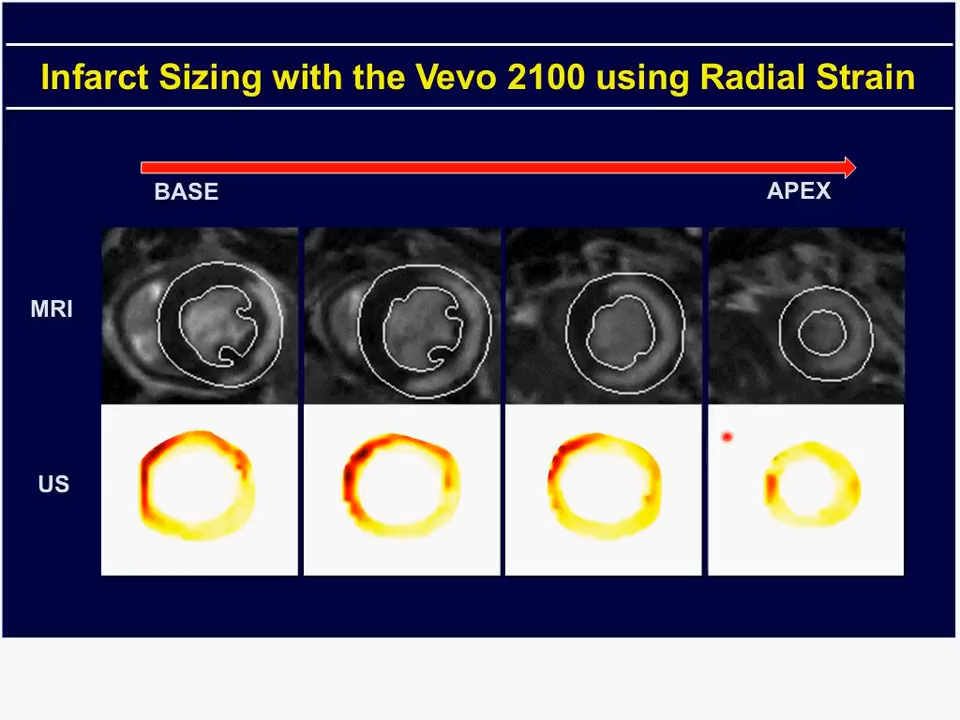 Infarct Sizing with the Vevo 2100 using Radial Strain
BASE
APEX
MRI
US